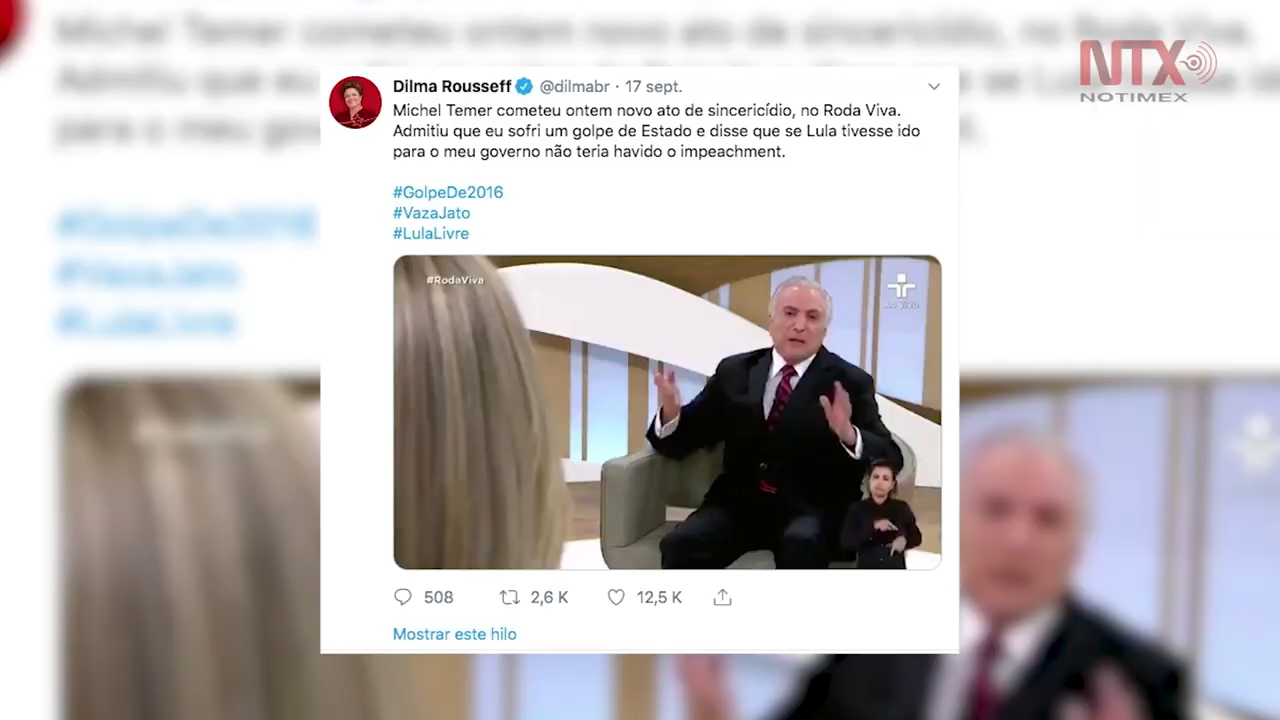 NTX
NOTIMEX
Dilma Rousseff @dilmabr · 17 sept.
Michel Temer cometeu ontem novo ato de sincericídio, no Roda Viva.
Admitiu que eu sofri um golpe de Estado e disse que se Lula tivesse ido
para o meu governo não teria havido o impeachment.
#GolpeDe2016
#VazaJato
#LulaLivre
#RodaViva
508 2,6 K 12,5 K
Mostrar este hilo